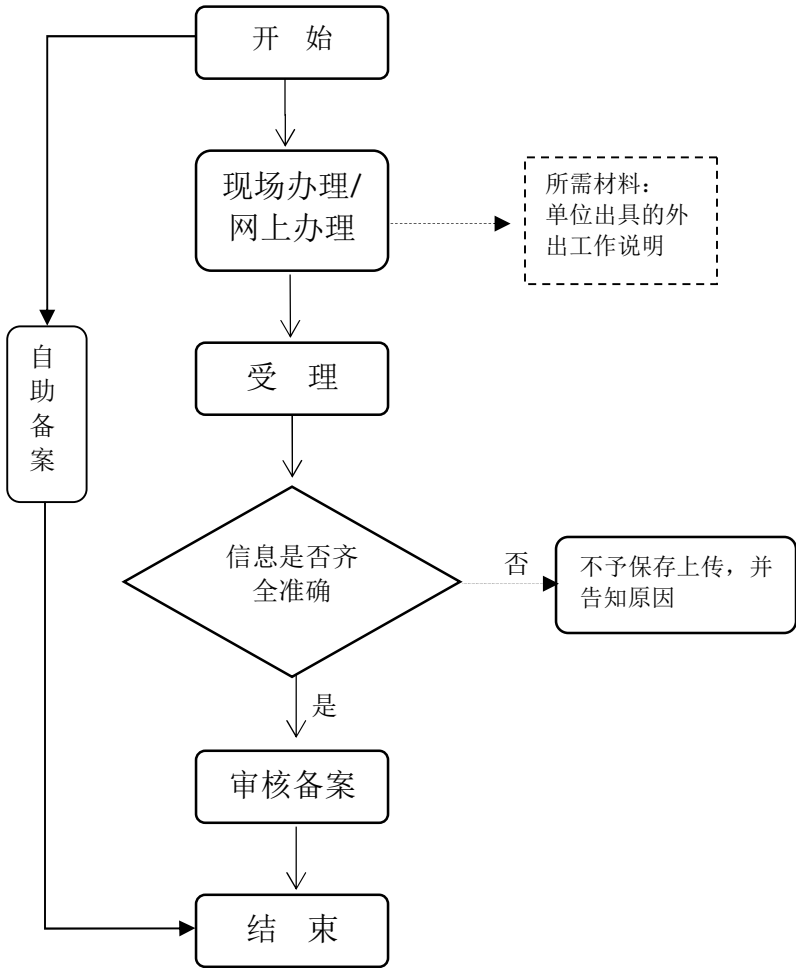 开 始
现场办理/
网上办理
所需材料：
单位出具的外
出工作说明
受 理
自
助
备
案
信息是否齐
全准确
否
不予保存上传，并
告知原因
是
审核备案
结 束